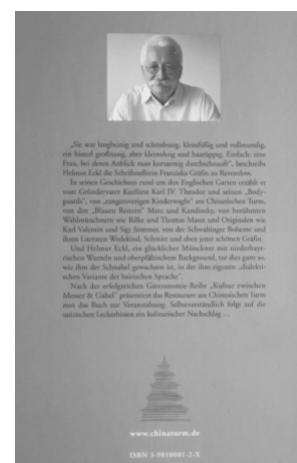 „Sie war langbeinig und schönbusig, kleinfüßig und vollmundig,
ein bisserl großnasig, aber kleinohrig und haarüppig. Einfach: eine
Frau, bei deren Anblick man kurzatmig durchschnauft", beschreibt
Helmut Eckl die Schriftstellerin Franziska Gräfin zu Reventlow.
In seinen Geschichten rund um den Englischen Garten erzählt er
vom Gründervater Kurfürst Karl IV. Theodor und seinen „Body-
guards", von „rangezoomigen am Chinesischen Turm,
von den „Blauen Reitern" Marc und Kandinsky, von berühmten
Wahlmünchnern wie Rilke und Thomas Mann und Originalen wie
Karl Valentin und Sigi Sommer, von der Schwabinger Boheme und
ihren Literaten Wedekind, und eben jener schönen Gräfin.
Und Helmut Eckl, ein glücklicher Münchner mit niederbaye-
rischen Wurzeln und oberpfälzischem Background, tut dies ganz so,
wie ihm der Schnabel gewachsen ist, in der ihm eigenen „dialekti-
schen Variante der bairischen Sprache".
Nach der erfolgreichen Gastronomie-Reihe „Kultur zwischen
Messer & Gabel" präsentiert das Restaurant am Chinesischen Turm
nun das Buch zur Veranstaltung. Selbstverständlich folgt auf die
satirischen Leckerbissen ein kulinarischer Nachschlag ...
www.chinaturm.de
ISBN 3-9810081-2-X